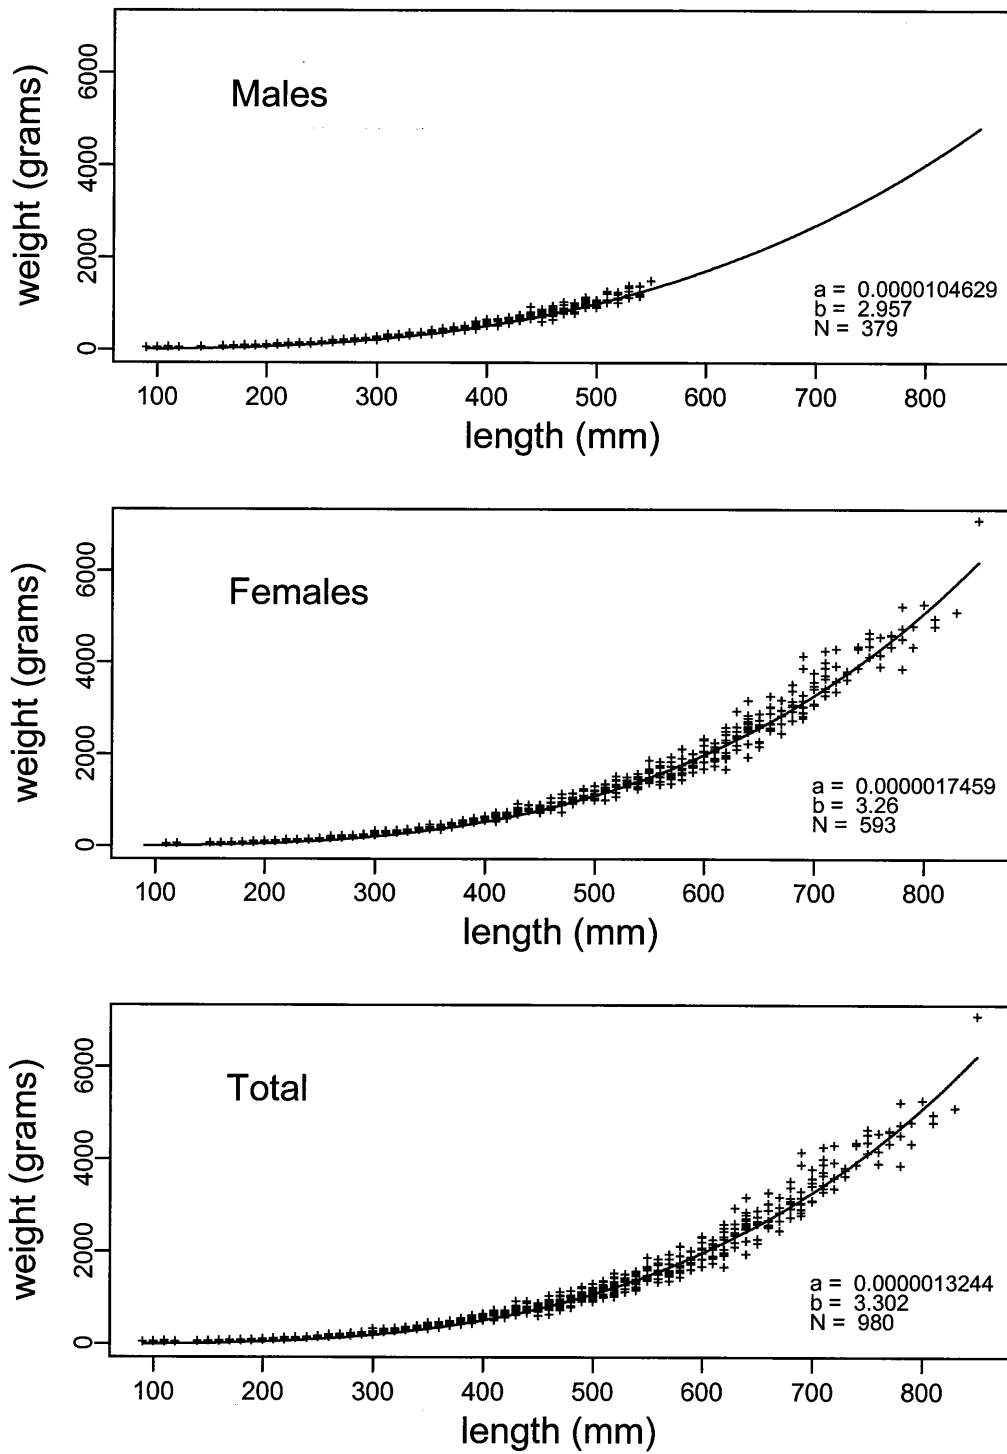 6000
4000
2000
0
weight (grams)
Males
a = 0.0000104629
b = 2.957
N = 379
100 200 300 400 500 600 700 800
length (mm)
6000
4000
2000
0
weight (grams)
Females
a = 0.0000017459
b = 3.26
N = 593
100 200 300 400 500 600 700 800
length (mm)
6000
4000
2000
0
weight (grams)
Total
a = 0.0000013244
b = 3.302
N = 980
100 200 300 400 500 600 700 800
length (mm)